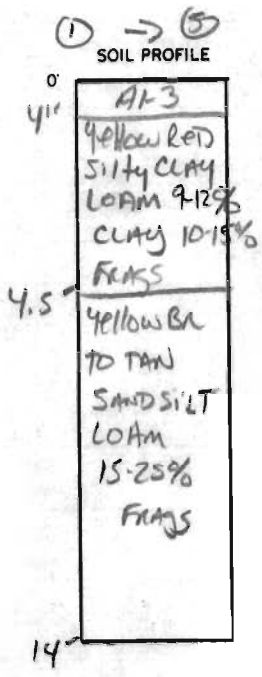 ① → ⑤
SOIL PROFILE
0'
A1-3
4"
Yellow RED
Silty CLAY
LOAM 9-12%
CLAY 10-15%
FRAGS
4.5
Yellow BR
TO TAN
SAND SILT
LOAM
15-25%
FRAGS
14'